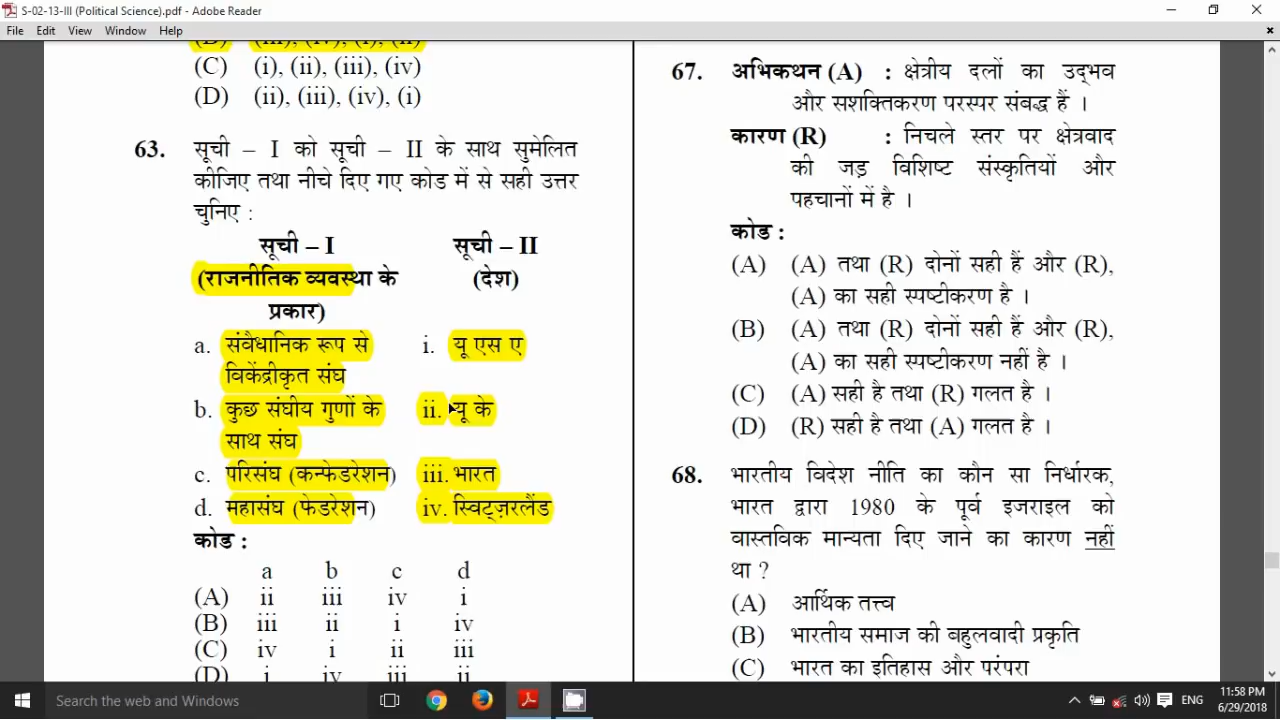 S-02-13-III (Political Science).pdf - Adobe Reader
File Edit View Window Help
(B) (iii), (iv), (i), (ii)
(C) (i), (ii), (iii), (iv)
(D) (ii), (iii), (iv), (i)
63. सूची – I को सूची – II के साथ सुमेलित
कीजिए तथा नीचे दिए गए कोड में से सही उत्तर
चुनिए :
सूची – I सूची – II
(राजनीतिक व्यवस्था के (देश)
प्रकार)
a. संवैधानिक रूप से i. यू एस ए
विकेंद्रीकृत संघ
b. कुछ संघीय गुणों के ii. यू के
साथ संघ
c. परिसंघ (कन्फेडरेशन) iii. भारत
d. महासंघ (फेडरेशन) iv. स्विट्ज़रलैंड
कोड :
a b c d
(A) ii iii iv i
(B) iii ii i iv
(C) iv i ii iii
(D) i iv iii ii
67. अभिकथन (A) : क्षेत्रीय दलों का उद्‌भव
और सशक्तिकरण परस्पर संबद्ध हैं ।
कारण (R) : निचले स्तर पर क्षेत्रवाद
की जड़ विशिष्ट संस्कृतियों और
पहचानों में है ।
कोड :
(A) (A) तथा (R) दोनों सही हैं और (R),
(A) का सही स्पष्टीकरण है ।
(B) (A) तथा (R) दोनों सही हैं और (R),
(A) का सही स्पष्टीकरण नहीं है ।
(C) (A) सही है तथा (R) गलत है ।
(D) (R) सही है तथा (A) गलत है ।
68. भारतीय विदेश नीति का कौन सा निर्धारक,
भारत द्वारा 1980 के पूर्व इजराइल को
वास्तविक मान्यता दिए जाने का कारण नहीं
था ?
(A) आर्थिक तत्त्व
(B) भारतीय समाज की बहुलवादी प्रकृति
(C) भारत का इतिहास और परंपरा
Search the web and Windows
ENG
11:58 PM
6/29/2018